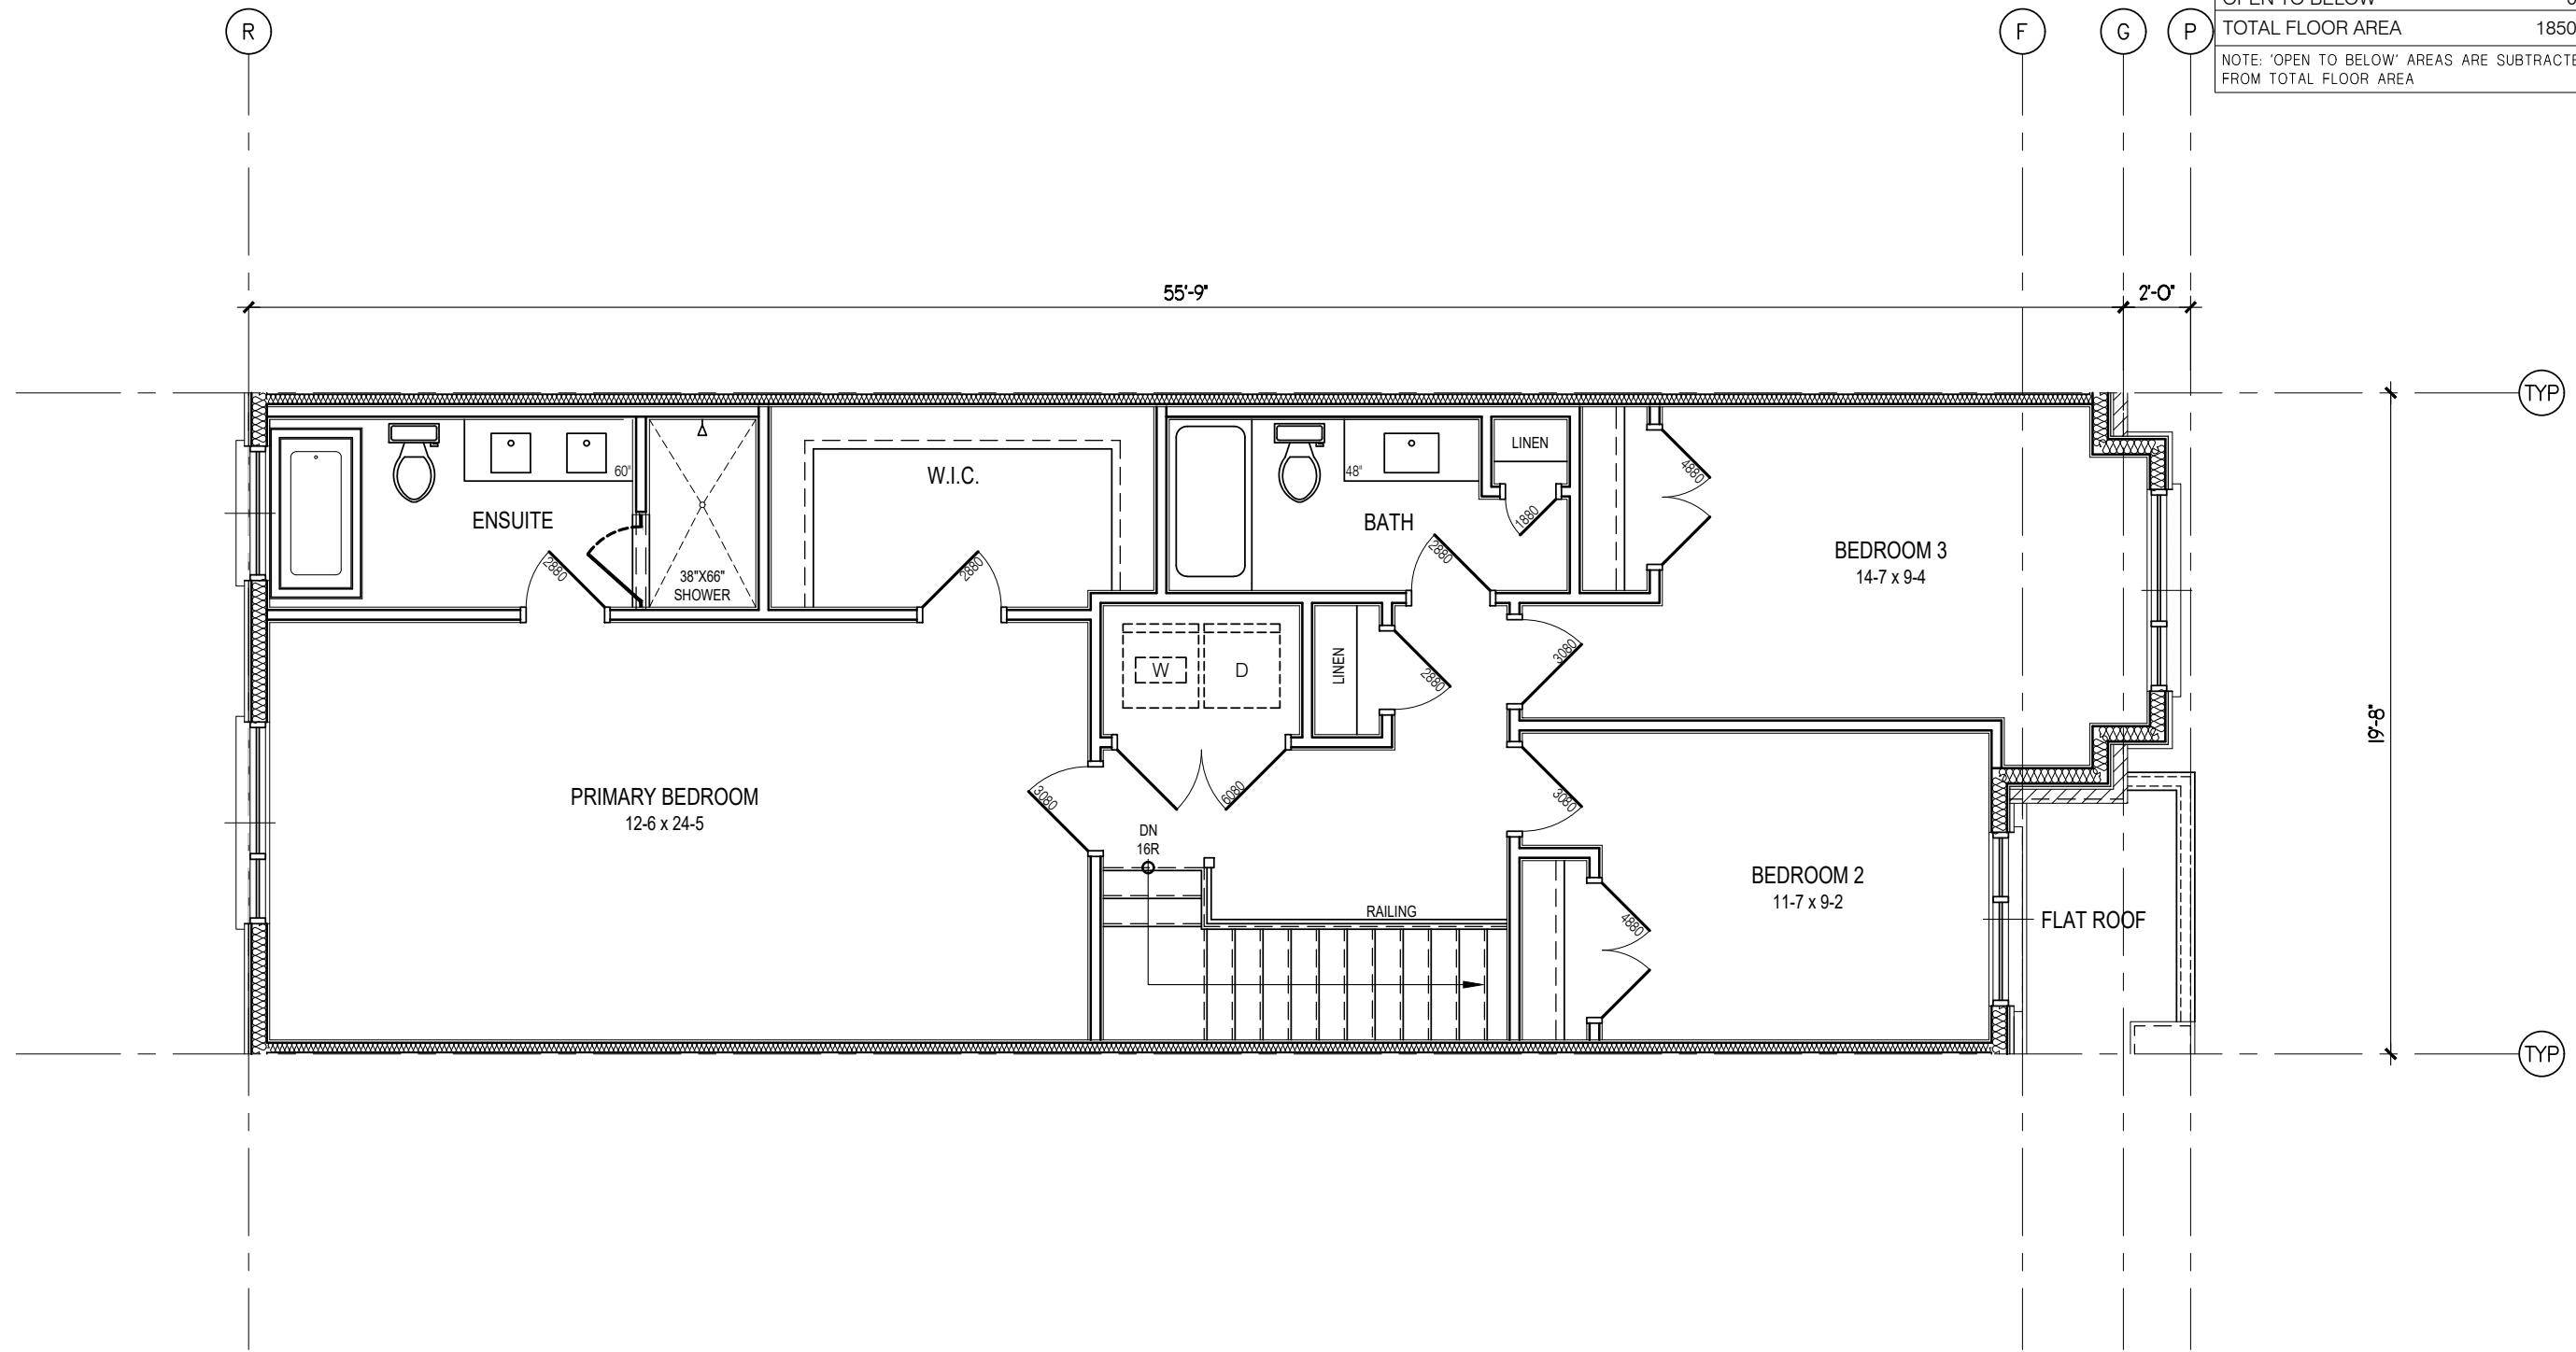 OPEN TO BELOW
R
F
G
P
TOTAL FLOOR AREA 1850
NOTE: 'OPEN TO BELOW' AREAS ARE SUBTRACTE
FROM TOTAL FLOOR AREA
55'-9"
2'-0"
TYP
LINEN
4880
60"
W.I.C.
48"
ENSUITE
BATH
1880
2880
2880
2880
BEDROOM 3
14-7 x 9-4
38"X66"
SHOWER
3080
W
D
LINEN
2880
19'-8"
PRIMARY BEDROOM
12-6 x 24-5
3080
6080
3080
DN
16R
BEDROOM 2
11-7 x 9-2
RAILING
4880
FLAT ROOF
TYP